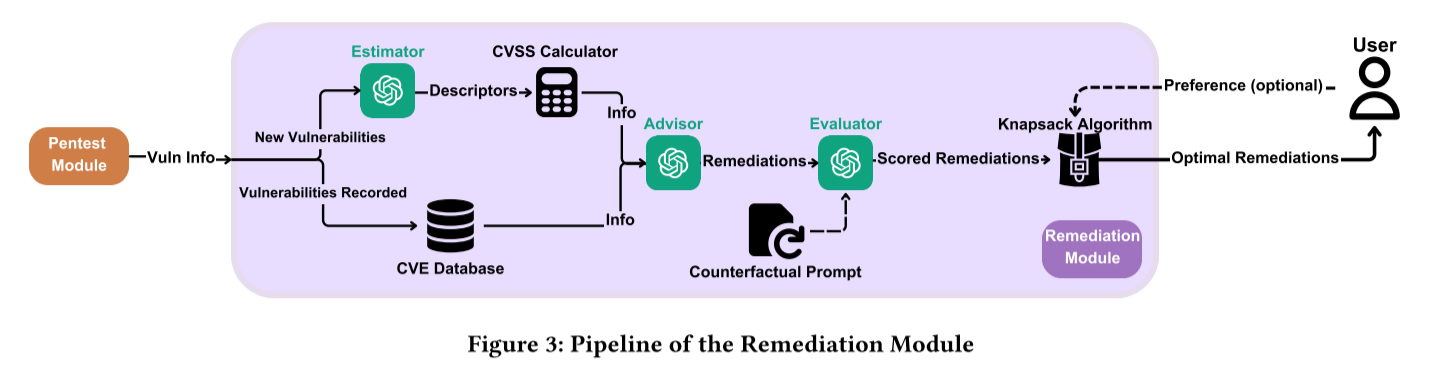 Estimator
CVSS Calculator
User
Descriptors
Preference (optional)
Info
New Vulnerabilities
Advisor
Evaluator
Knapsack Algorithm
Pentest
Module
Vuln Info
Remediations
Scored Remediations
Optimal Remediations
Vulnerabilities Recorded
Info
CVE Database
Counterfactual Prompt
Remediation
Module
Figure 3: Pipeline of the Remediation Module